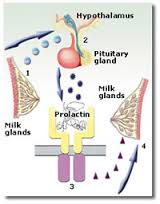 Hypothalamus
2
Pituitary
gland
1
Milk
glands
Prolactin
Milk
glands
4
3